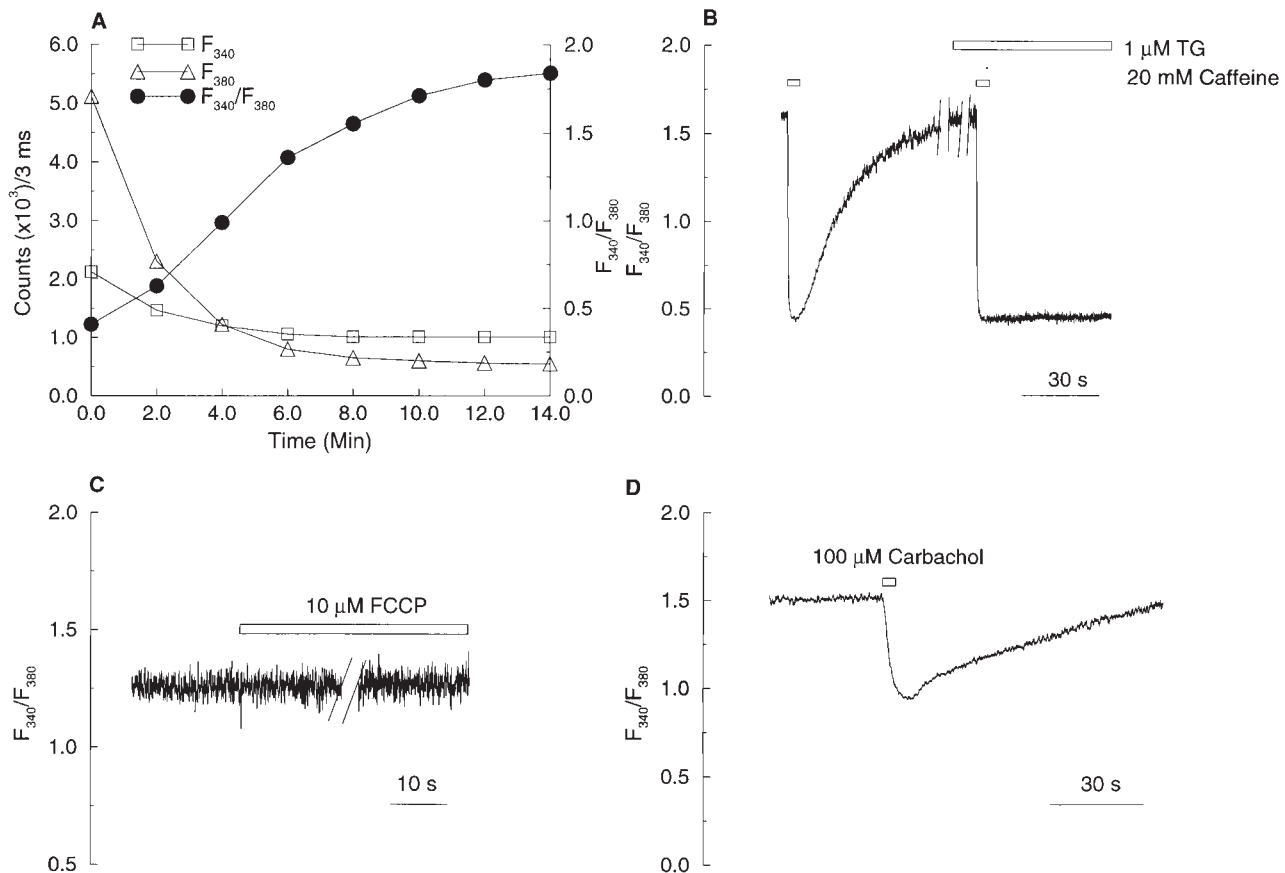 A
6.0
5.0
4.0
3.0
2.0
1.0
0.0
Counts (x10³)/3 ms
F₃₄₀
F₃₈₀
F₃₄₀/F₃₈₀
2.0
1.5
1.0
0.5
0.0
F₃₄₀/F₃₈₀
0.0 2.0 4.0 6.0 8.0 10.0 12.0 14.0
Time (Min)
B
2.0
1.5
1.0
0.5
0.0
F₃₄₀/F₃₈₀
1 μM TG
20 mM Caffeine
30 s
C
2.0
1.5
1.0
0.5
F₃₄₀/F₃₈₀
10 μM FCCP
10 s
D
2.0
1.5
1.0
0.5
0.0
F₃₄₀/F₃₈₀
100 μM Carbachol
30 s